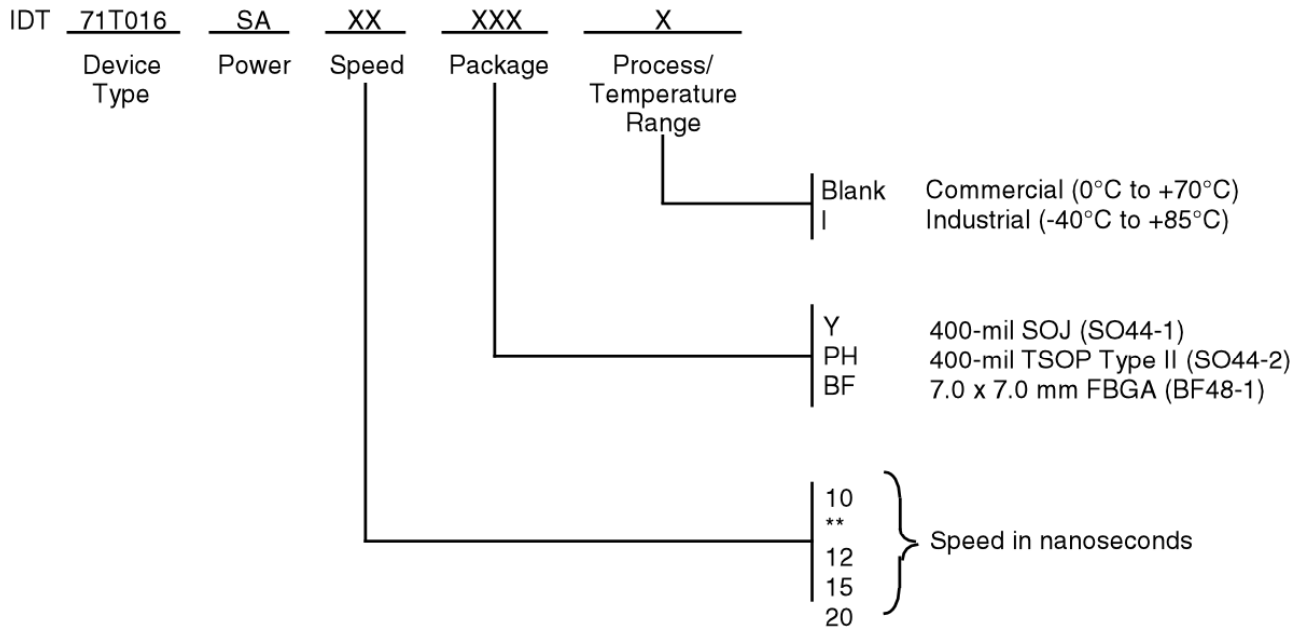 IDT 71T016 SA XX XXX X
Device Type Power Speed Package Process/ Temperature Range
Blank Commercial (0°C to +70°C)
I Industrial (-40°C to +85°C)
Y 400-mil SOJ (SO44-1)
PH 400-mil TSOP Type II (SO44-2)
BF 7.0 x 7.0 mm FBGA (BF48-1)
10
**
12
15
20
Speed in nanoseconds